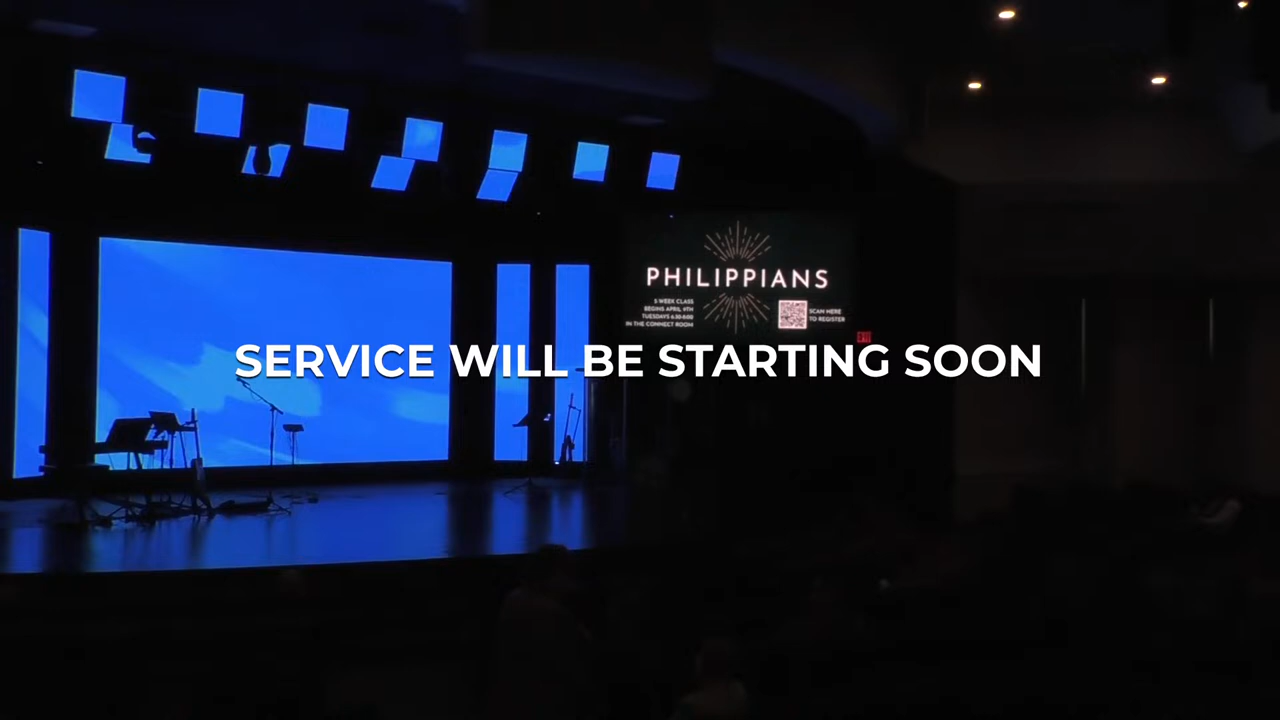 PHILIPPIANS
5 WEEK CLASS
BEGINS APRIL 9TH
TUESDAYS 6:30-8:00
IN THE CONNECT ROOM
SCAN HERE
TO REGISTER
SERVICE WILL BE STARTING SOON